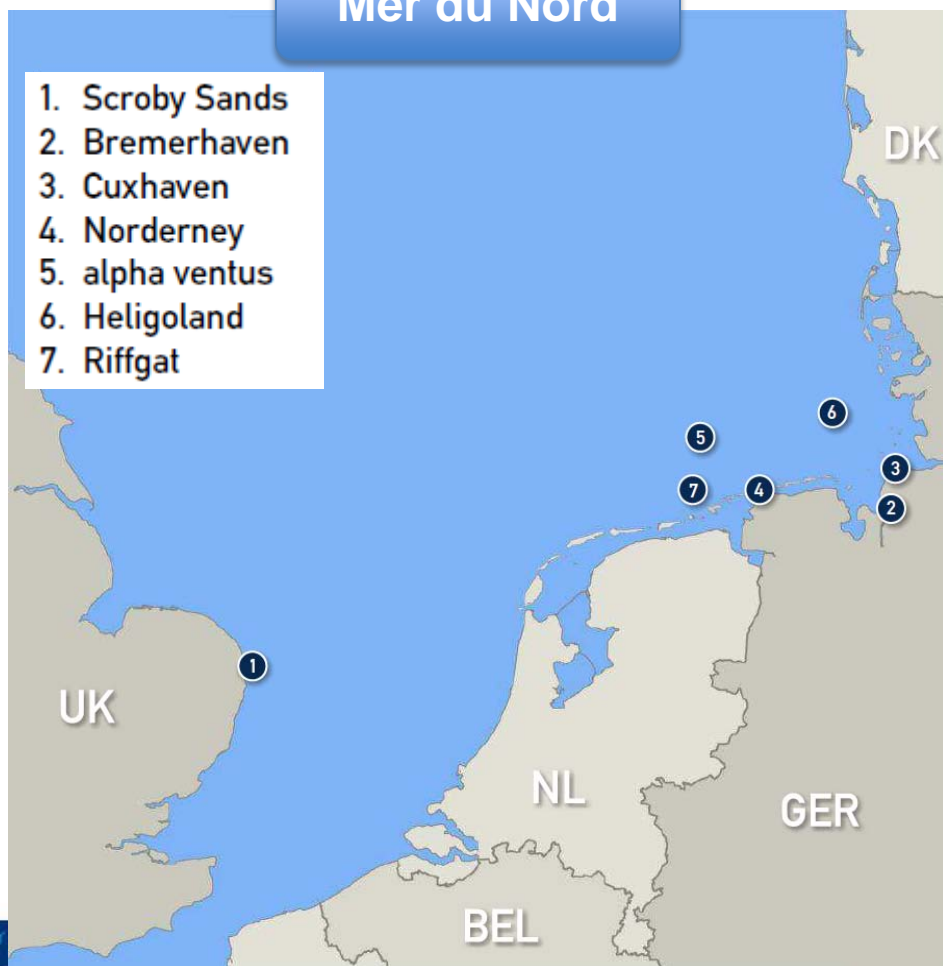 Mer du Nord
1. Scroby Sands
2. Bremerhaven
3. Cuxhaven
4. Norderney
5. alpha ventus
6. Heligoland
7. Riffgat
DK
6
5
3
7
4
2
1
UK
NL
GER
BEL